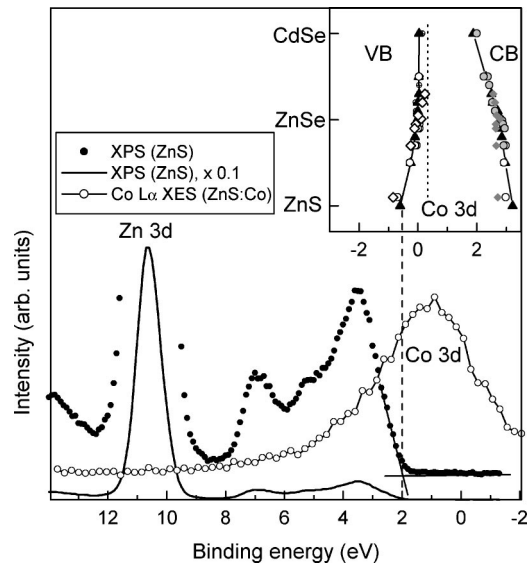 CdSe
VB
CB
ZnSe
ZnS
Co 3d
-2
0
2
XPS (ZnS)
XPS (ZnS), x 0.1
Co Lα XES (ZnS:Co)
Zn 3d
Co 3d
Intensity (arb. units)
14
12
10
8
6
4
2
0
-2
Binding energy (eV)